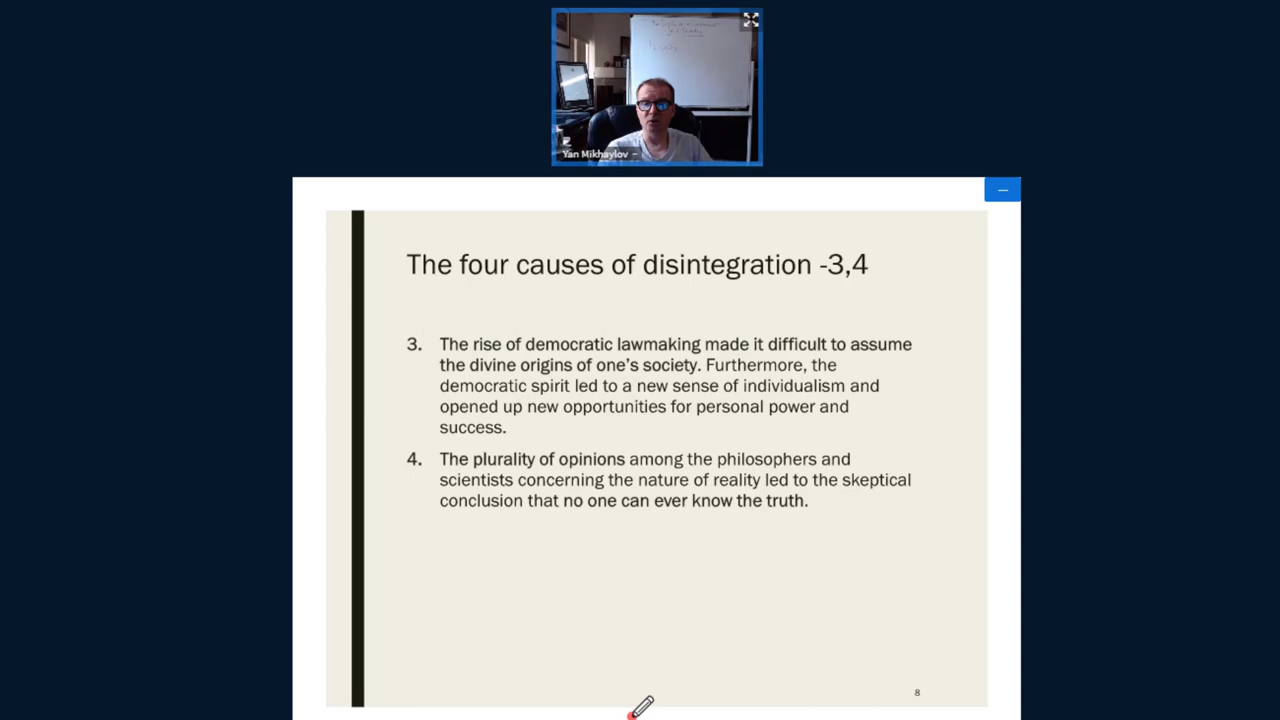 Yan Mikhaylov
The four causes of disintegration -3,4
3. The rise of democratic lawmaking made it difficult to assume
the divine origins of one's society. Furthermore, the
democratic spirit led to a new sense of individualism and
opened up new opportunities for personal power and
success.
4. The plurality of opinions among the philosophers and
scientists concerning the nature of reality led to the skeptical
conclusion that no one can ever know the truth.
8